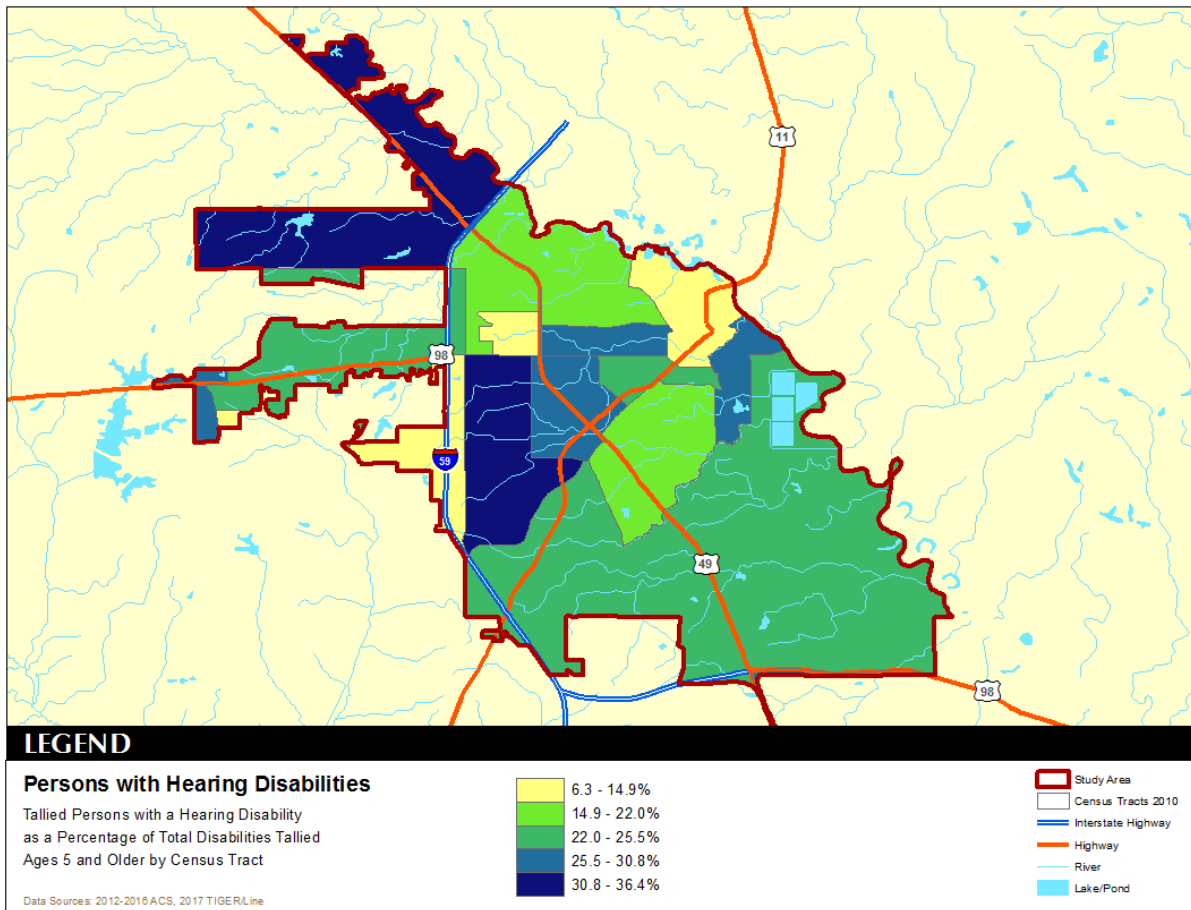 11
98
59
49
98
LEGEND
Persons with Hearing Disabilities
Tallied Persons with a Hearing Disability
as a Percentage of Total Disabilities Tallied
Ages 5 and Older by Census Tract
Data Sources: 2012-2016 ACS, 2017 TIGER/Line
6.3 - 14.9%
14.9 - 22.0%
22.0 - 25.5%
25.5 - 30.8%
30.8 - 36.4%
Study Area
Census Tracts 2010
Interstate Highway
Highway
River
Lake/Pond